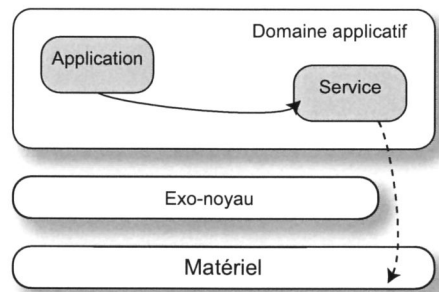 Domaine applicatif
Application
Service
Exo-noyau
Matériel